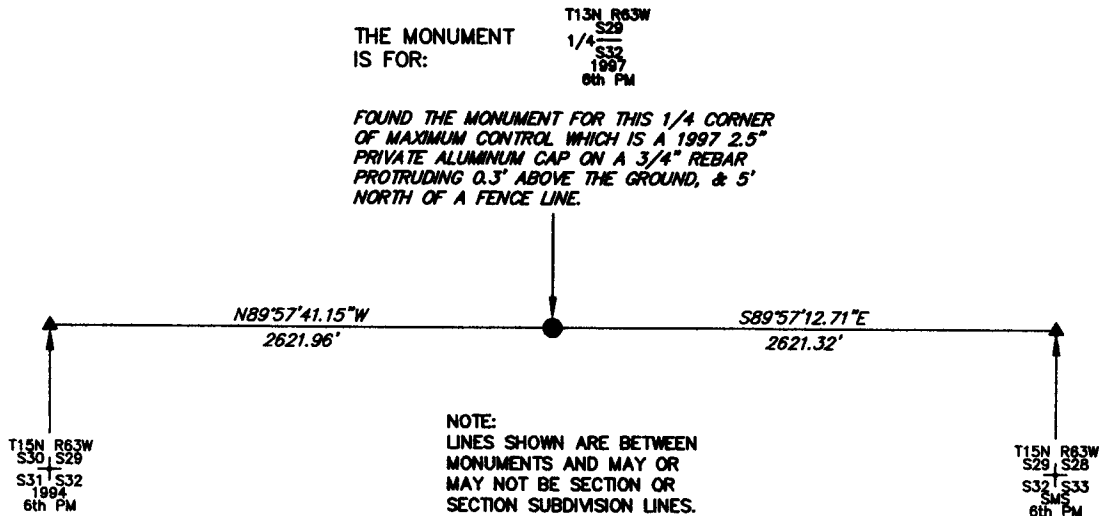 THE MONUMENT
IS FOR:
T13N R63W
S29
1/4
S32
1997
6th PM
FOUND THE MONUMENT FOR THIS 1/4 CORNER
OF MAXIMUM CONTROL WHICH IS A 1997 2.5"
PRIVATE ALUMINUM CAP ON A 3/4" REBAR
PROTRUDING 0.3' ABOVE THE GROUND, & 5'
NORTH OF A FENCE LINE.
N89°57'41.15"W
2621.96'
S89°57'12.71"E
2621.32'
T15N R63W
S30 S29
S31 S32
1994
6th PM
NOTE:
LINES SHOWN ARE BETWEEN
MONUMENTS AND MAY OR
MAY NOT BE SECTION OR
SECTION SUBDIVISION LINES.
T15N R63W
S29 S28
S32 S33
SMS
6th PM